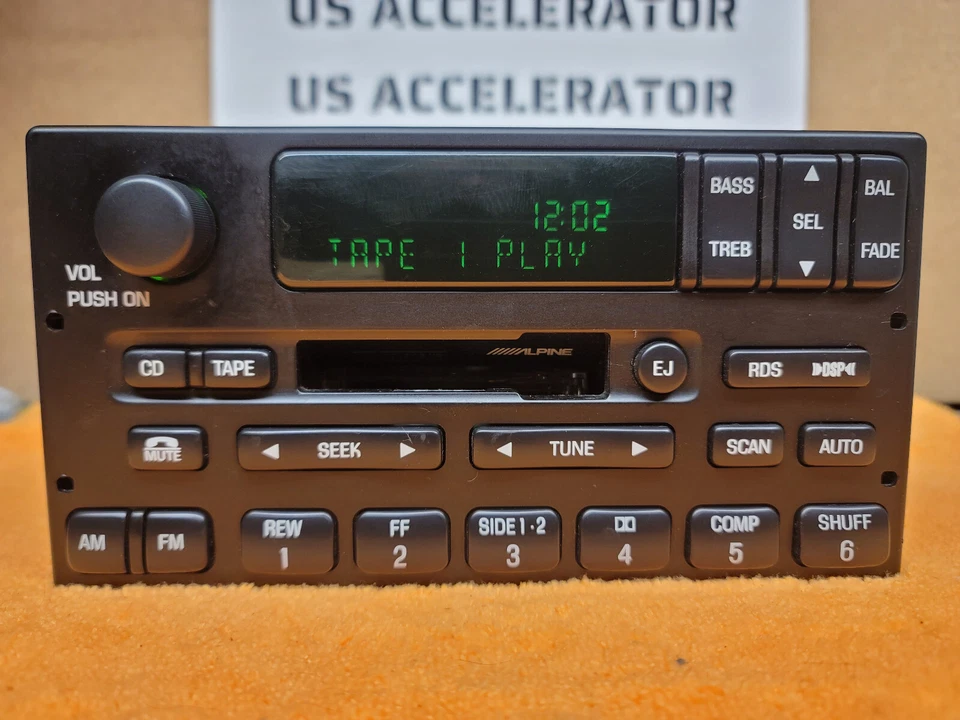 US ACCELERATOR
US ACCELERATOR
BASS
SEL
BAL
12:02
TAPE 1 PLAY
TREB
FADE
VOL
PUSH ON
ALPINE
CD
TAPE
EJ
RDS
DSP
MUTE
SEEK
TUNE
SCAN
AUTO
AM
FM
REW
1
FF
2
SIDE 1·2
3
4
COMP
5
SHUFF
6